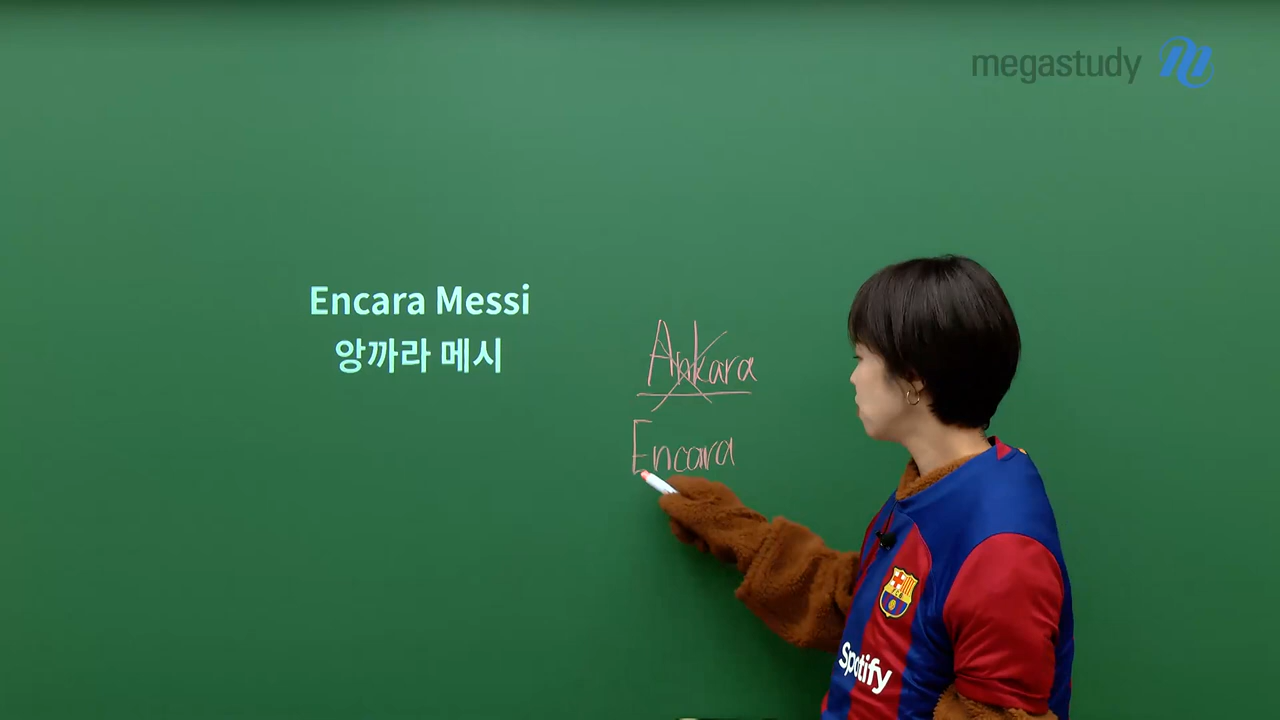 megastudy
Encara Messi
앙까라 메시
Ankara
Encara
Spotify